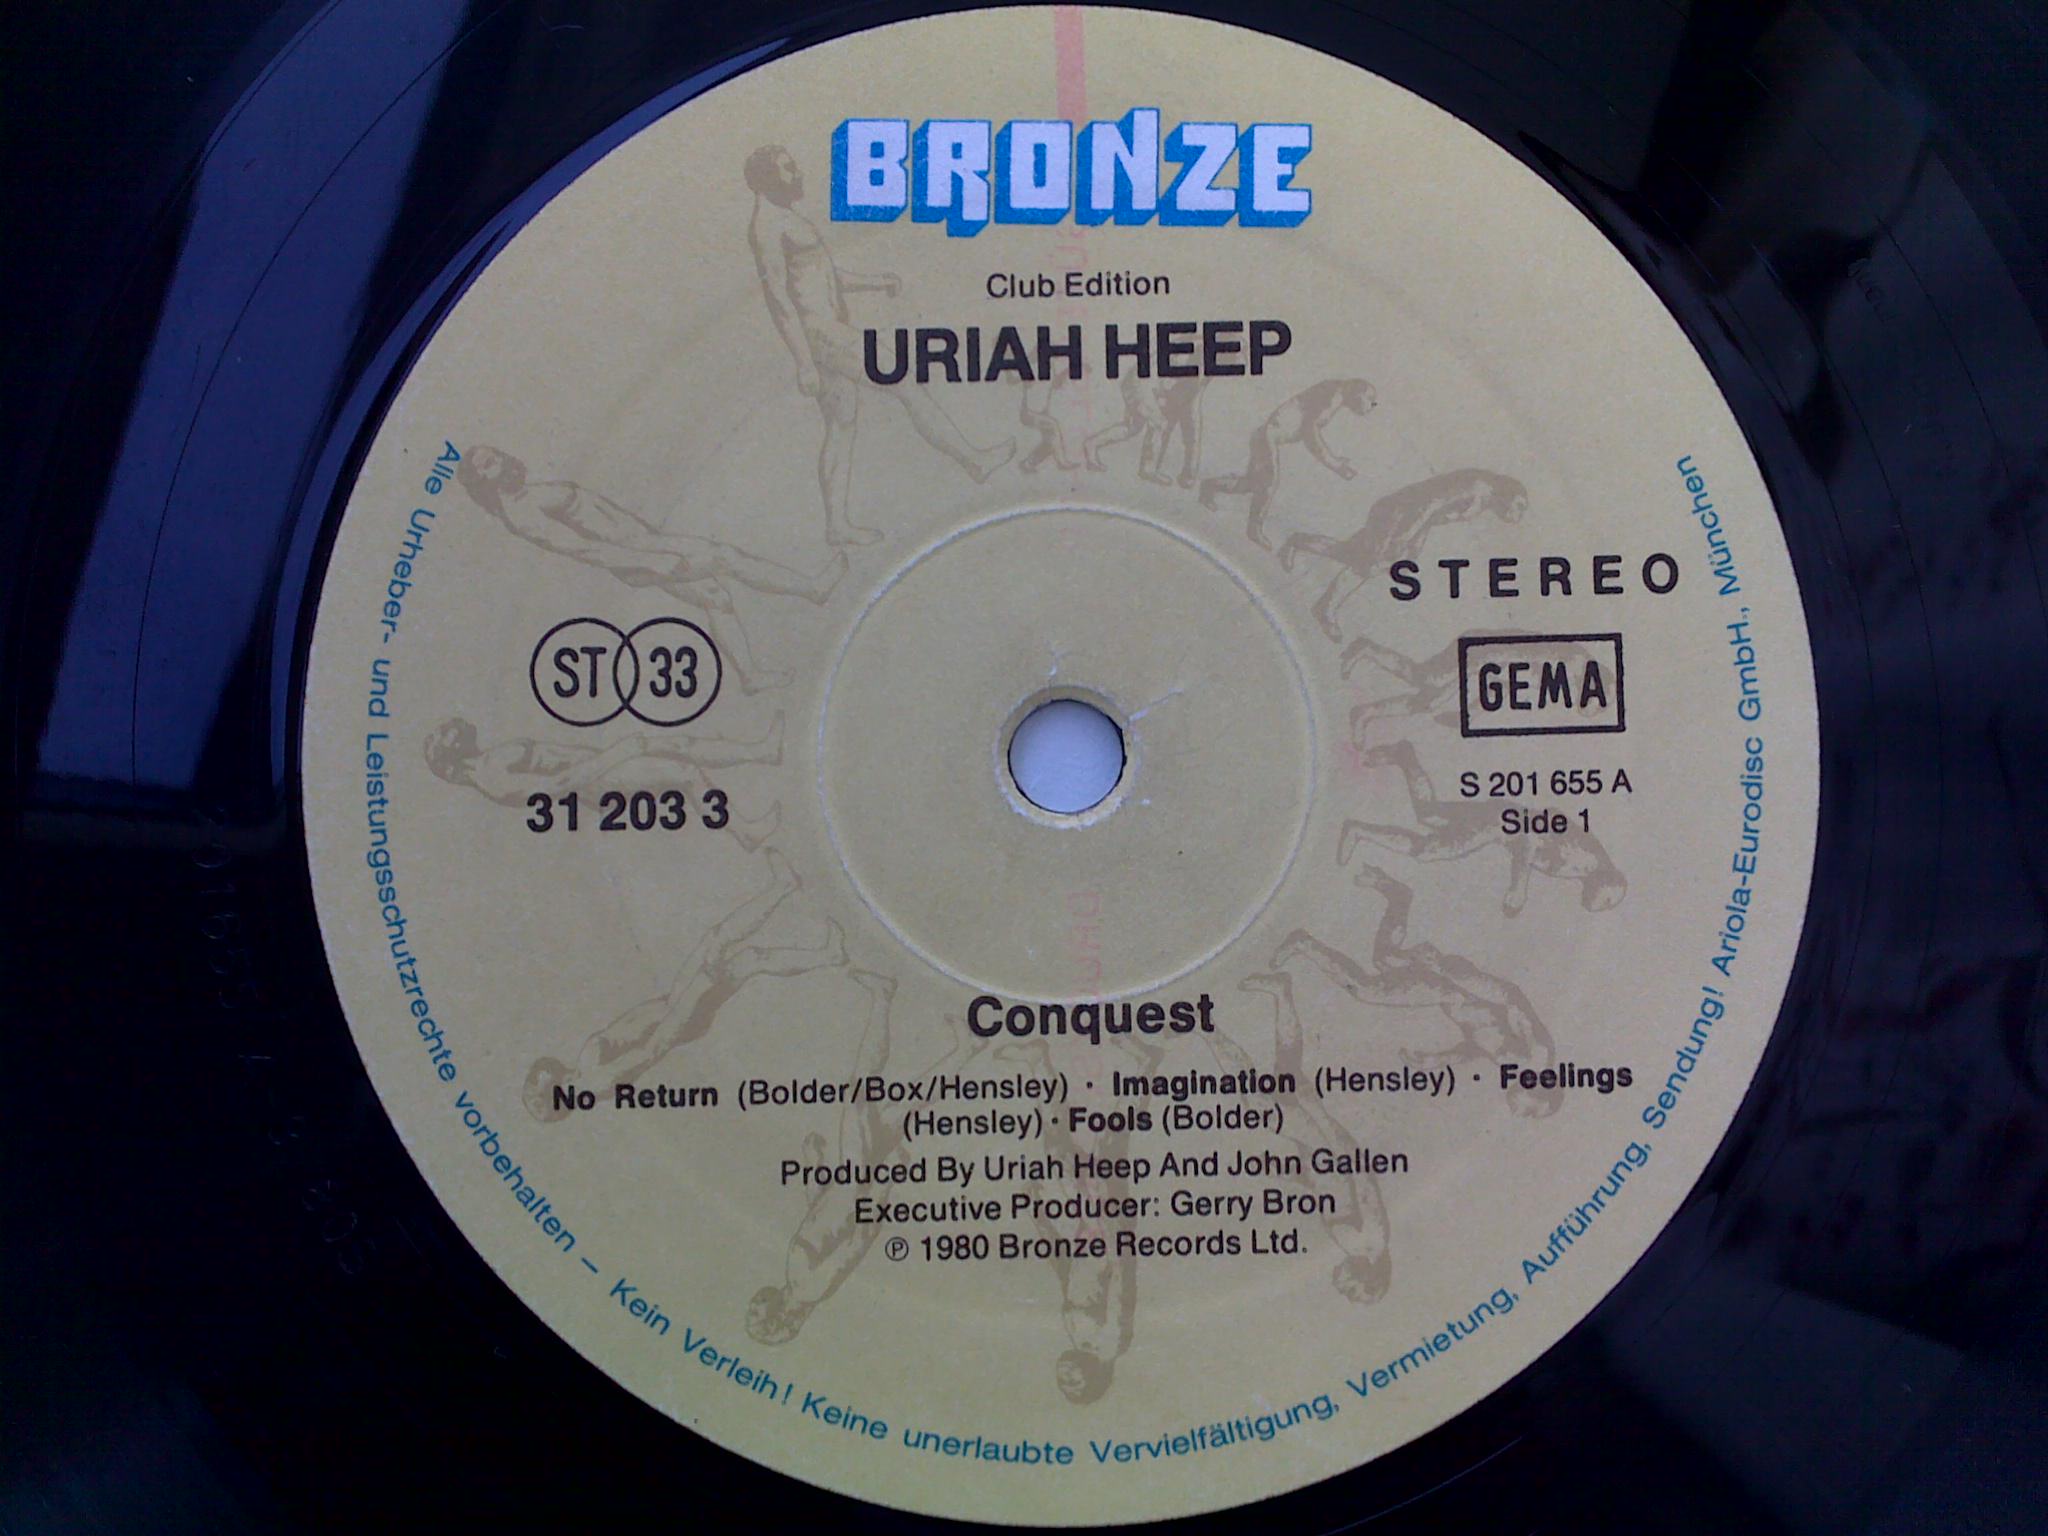 BRONZE
Club Edition
URIAH HEEP
STEREO
ST 33
GEMA
31 203 3
S 201 655 A
Side 1
Conquest
No Return (Bolder/Box/Hensley) · Imagination (Hensley) · Feelings
(Hensley) · Fools (Bolder)
Produced By Uriah Heep And John Gallen
Executive Producer: Gerry Bron
℗ 1980 Bronze Records Ltd.
Alle Urheber- und Leistungsschutzrechte vorbehalten – Kein Verleih! Keine unerlaubte Vervielfältigung, Vermietung, Aufführung, Sendung! Ariola-Eurodisc GmbH., München